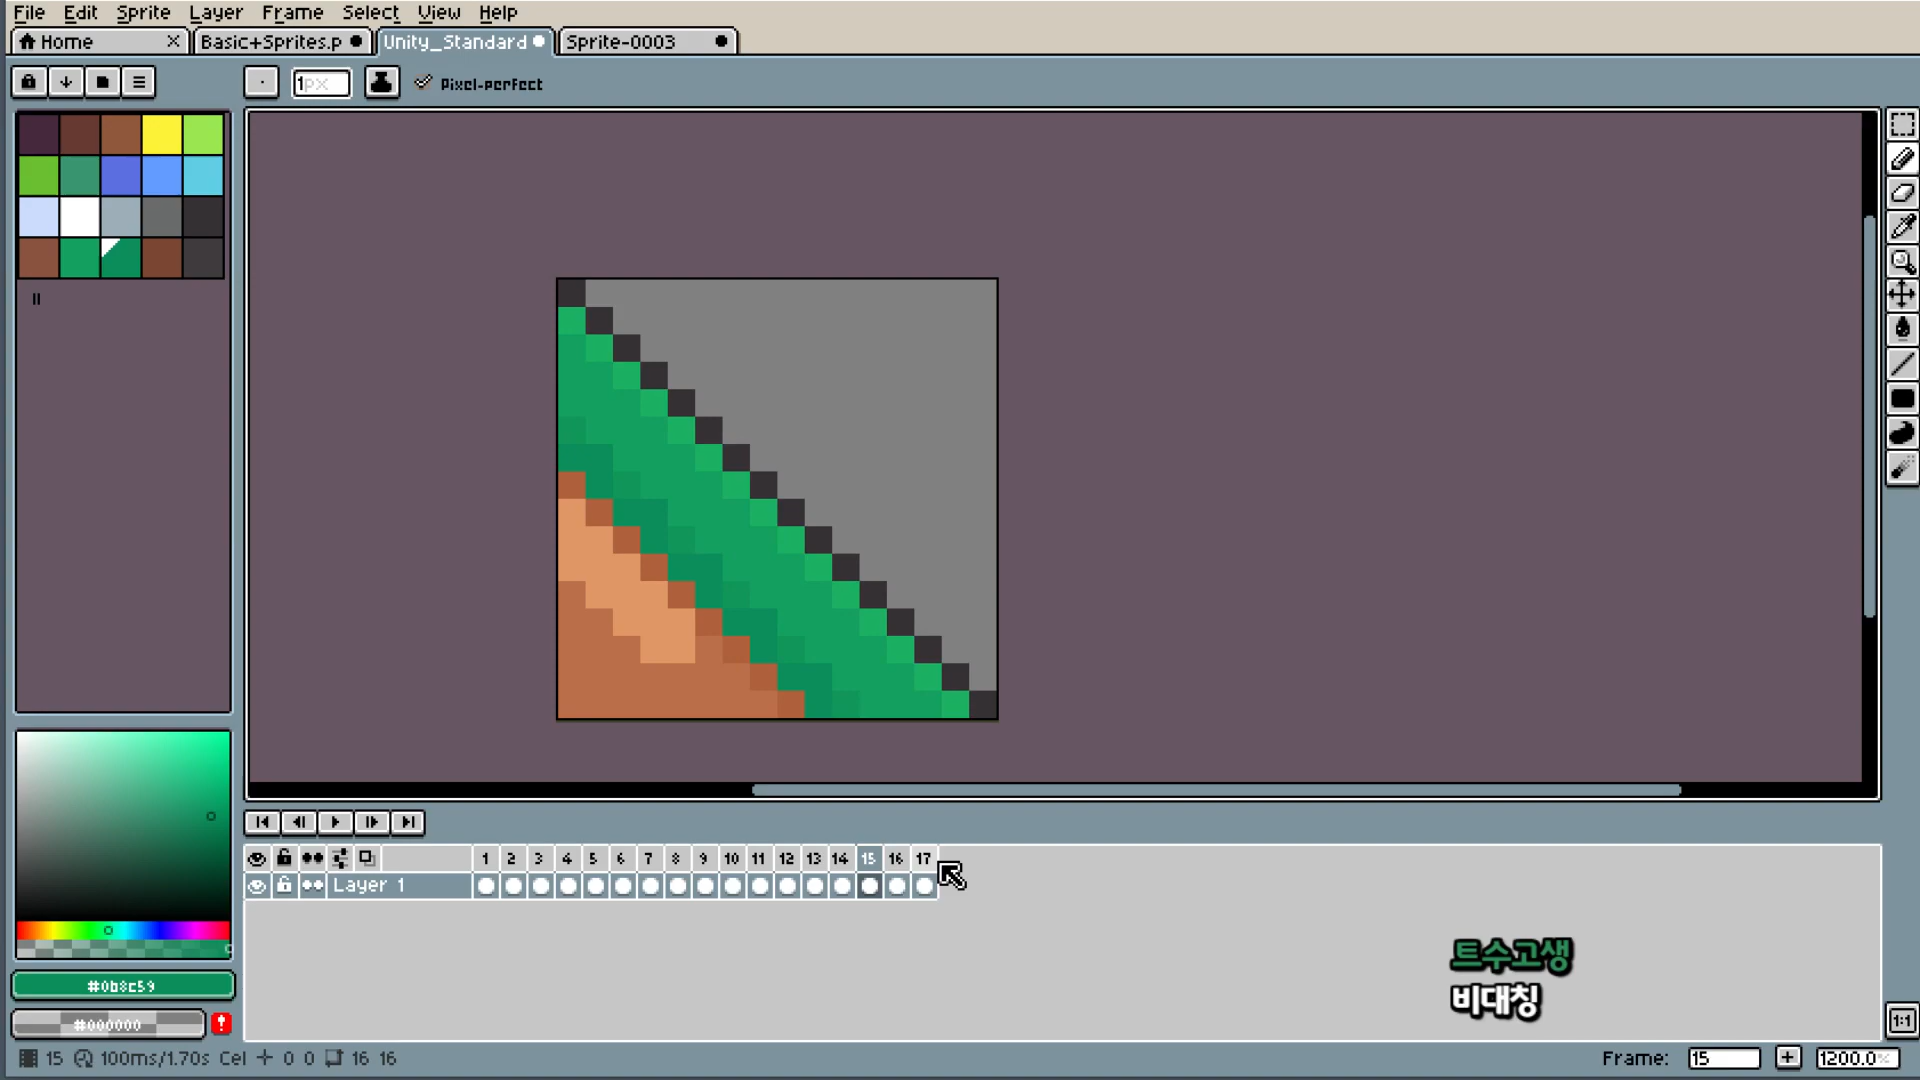 File Edit Sprite Layer Frame Select View Help
Home Basic+Sprites.p Unity_Standard Sprite-0003
1px Pixel-perfect
1 2 3 4 5 6 7 8 9 10 11 12 13 14 15 16 17
Layer 1
트수고생
비대칭
#0b8c59
#000000
1:1
15 100ms/1.70s Cel 0 0 16 16 Frame: 15 + 1200.0%